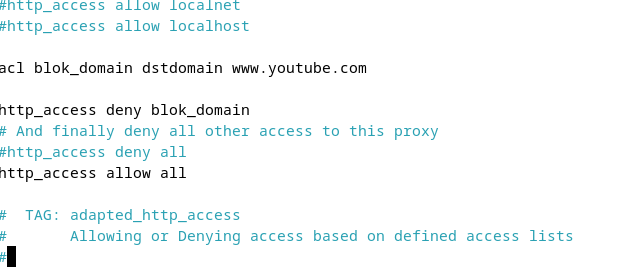 #http_access allow localnet
#http_access allow localhost
acl blok_domain dstdomain www.youtube.com
http_access deny blok_domain
# And finally deny all other access to this proxy
#http_access deny all
http_access allow all
#  TAG: adapted_http_access
#       Allowing or Denying access based on defined access lists
#